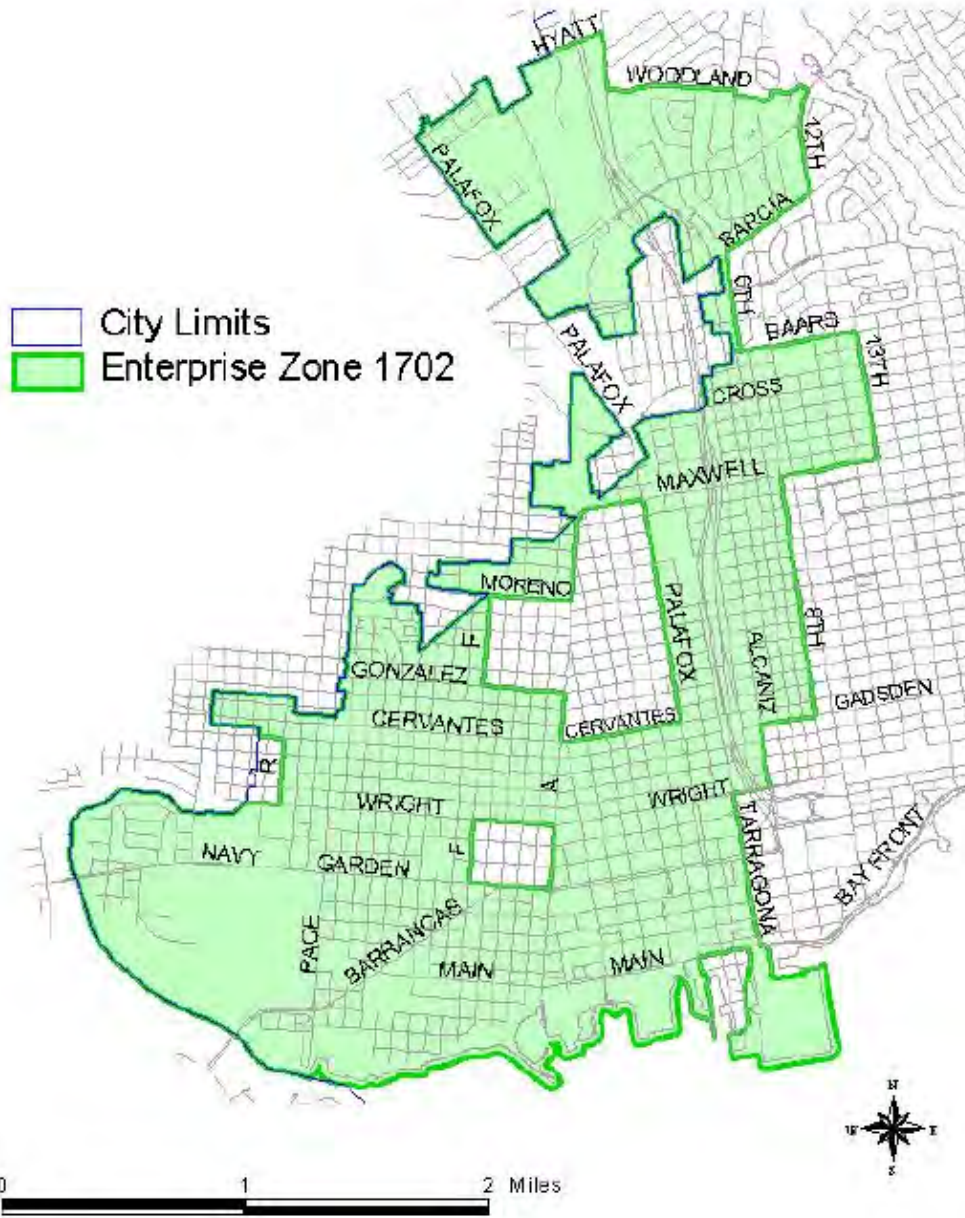 HYATT
WOODLAND
12TH
PALAFOX
BARCIA
City Limits
Enterprise Zone 1702
6TH
BAARS
13TH
PALAFOX
CROSS
MAXWELL
MORENO
PALAFOX
8TH
F
ALCANIZ
GONZALEZ
GADSDEN
CERVANTES
CERVANTES
R
A
WRIGHT
WRIGHT
TARRAGONA
BAY FRONT
NAVY
F
GARDEN
PACE
BARRANCAS
MAIN
MAIN
N
W E
S
0 1 2 Miles